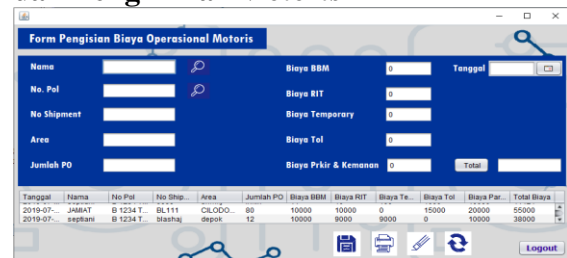 Form Pengisian Biaya Operasional Motoris
Nama Biaya BBM 0 Tanggal
No. Pol Biaya RIT 0
No Shipment Biaya Temporary 0
Area Biaya Tol 0
Jumlah PO Biaya Prkir & Kemanan 0 Total
Tanggal Nama No Pol No Ship... Area Jumlah PO Biaya BBM Biaya RIT Biaya Te... Biaya Tol Biaya Par... Total Biaya
2019-07-... JAMIAT B 1234 T... BL111 CILODO... 80 10000 10000 0 15000 20000 55000
2019-07-... septiani B 1234 T... blashaj depok 12 10000 9000 9000 0 10000 38000
Logout